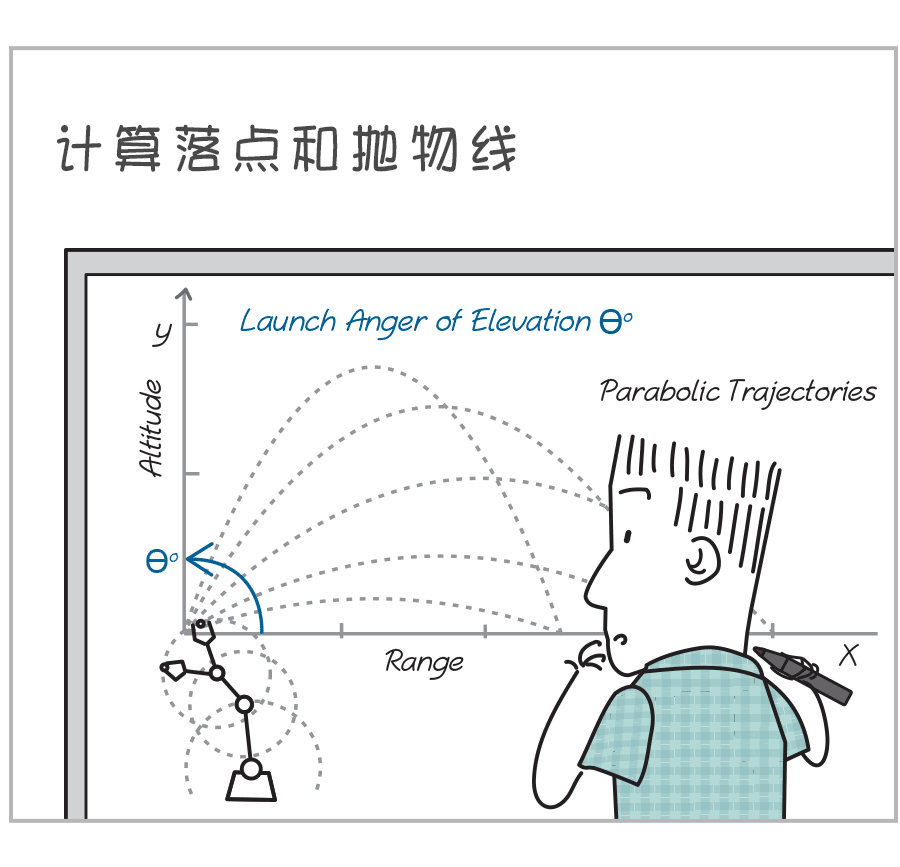 计算落点和抛物线
y
Launch Anger of Elevation Θ°
Parabolic Trajectories
Altitude
Θ°
Range
X